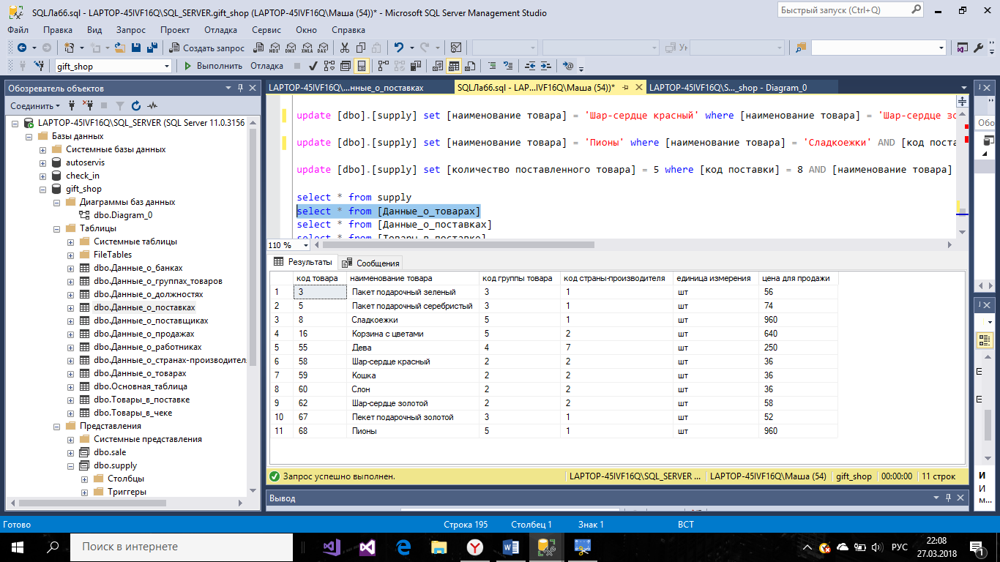 SQLЛаб6.sql - LAPTOP-45IVF16Q\SQL_SERVER.gift_shop (LAPTOP-45IVF16Q\Маша (54))* - Microsoft SQL Server Management Studio
Быстрый запуск (Ctrl+Q)
Файл Правка Вид Запрос Проект Отладка Сервис Окно Справка
Создать запрос
gift_shop Выполнить Отладка
Обозреватель объектов
Соединить
LAPTOP-45IVF16Q\SQL_SERVER (SQL Server 11.0.3156
Базы данных
Системные базы данных
autoservis
check_in
gift_shop
Диаграммы баз данных
dbo.Diagram_0
Таблицы
Системные таблицы
FileTables
dbo.Данные_о_банках
dbo.Данные_о_группах_товаров
dbo.Данные_о_должностях
dbo.Данные_о_поставках
dbo.Данные_о_поставщиках
dbo.Данные_о_продажах
dbo.Данные_о_работниках
dbo.Данные_о_странах-производител
dbo.Данные_о_товарах
dbo.Основная_таблица
dbo.Товары_в_поставке
dbo.Товары_в_чеке
Представления
Системные представления
dbo.sale
dbo.supply
Столбцы
Триггеры
LAPTOP-45IVF16Q\...нные_о_поставках SQLЛаб6.sql - LAP...IVF16Q\Маша (54))* LAPTOP-45IVF16Q\S..._shop - Diagram_0
update [dbo].[supply] set [наименование товара] = 'Шар-сердце красный' where [наименование товара] = 'Шар-сердце зо
update [dbo].[supply] set [наименование товара] = 'Пионы' where [наименование товара] = 'Сладкоежки' AND [код поста
update [dbo].[supply] set [количество поставленного товара] = 5 where [код поставки] = 8 AND [наименование товара]
select * from supply
select * from [Данные_о_товарах]
select * from [Данные_о_поставках]
select * from [Товары_в_поставке]
110 %
Результаты Сообщения
код товара наименование товара код группы товара код страны-производителя единица измерения цена для продажи
1 3 Пакет подарочный зеленый 3 1 шт 56
2 5 Пакет подарочный серебристый 3 1 шт 74
3 8 Сладкоежки 5 1 шт 960
4 16 Корзина с цветами 5 2 шт 640
5 55 Дева 4 7 шт 250
6 58 Шар-сердце красный 2 2 шт 36
7 59 Кошка 2 2 шт 36
8 60 Слон 2 2 шт 36
9 62 Шар-сердце золотой 2 2 шт 58
10 67 Пекет подарочный золотой 3 1 шт 52
11 68 Пионы 5 1 шт 960
Запрос успешно выполнен. LAPTOP-45IVF16Q\SQL_SERVER ... LAPTOP-45IVF16Q\Маша (54) gift_shop 00:00:00 11 строк
Вывод
Обо
И
И
м...
Готово Строка 195 Столбец 1 Знак 1 ВСТ
Поиск в интернете
РУС
22:08
27.03.2018
1